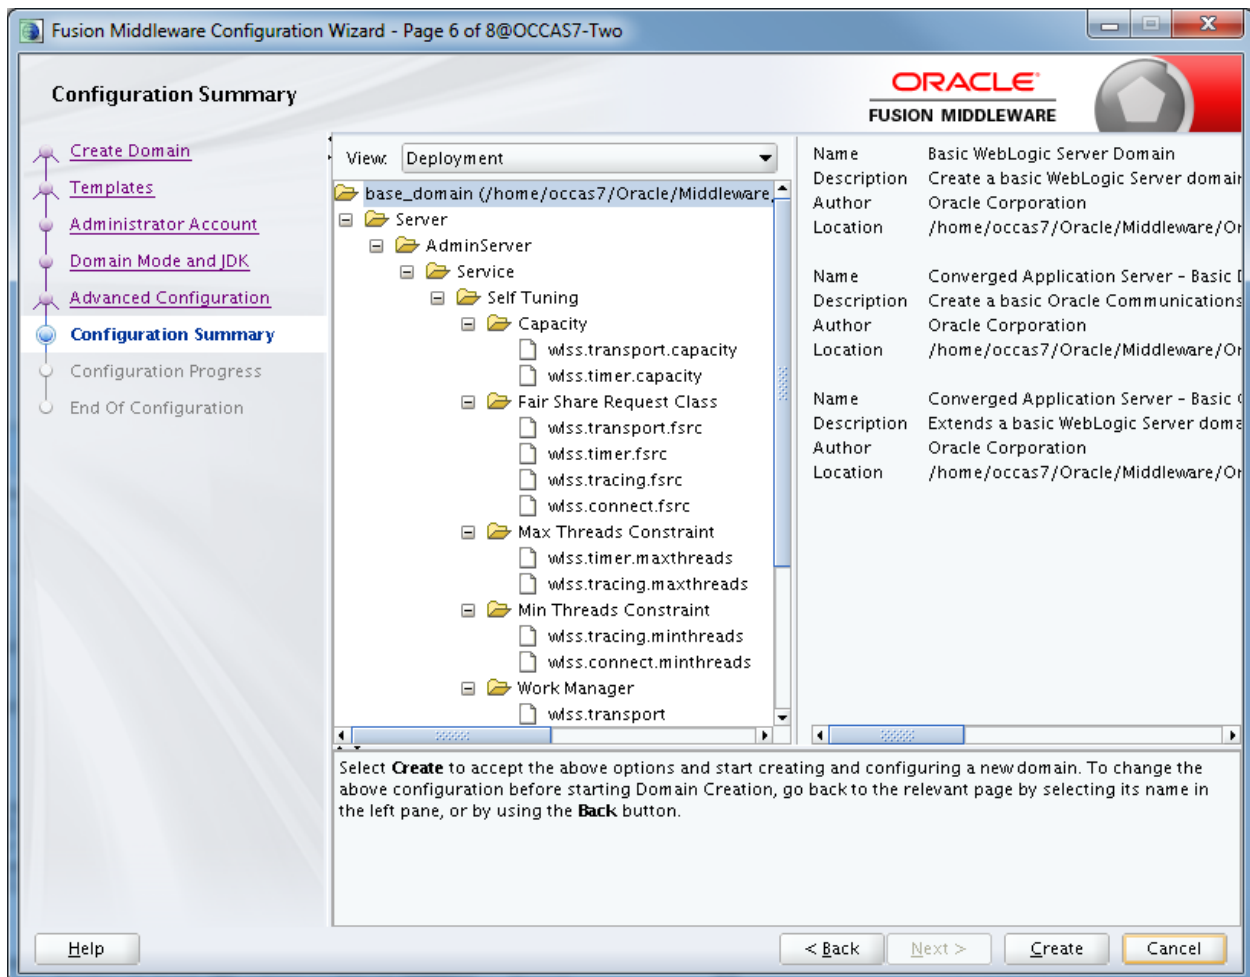 Fusion Middleware Configuration Wizard - Page 6 of 8@OCCAS7-Two
Configuration Summary
ORACLE
FUSION MIDDLEWARE
Create Domain
Templates
Administrator Account
Domain Mode and JDK
Advanced Configuration
Configuration Summary
Configuration Progress
End Of Configuration
View: Deployment
base_domain (/home/occas7/Oracle/Middleware
Server
AdminServer
Service
Self Tuning
Capacity
wlss.transport.capacity
wlss.timer.capacity
Fair Share Request Class
wlss.transport.fsrc
wlss.timer.fsrc
wlss.tracing.fsrc
wlss.connect.fsrc
Max Threads Constraint
wlss.timer.maxthreads
wlss.tracing.maxthreads
Min Threads Constraint
wlss.tracing.minthreads
wlss.connect.minthreads
Work Manager
wlss.transport
Name Basic WebLogic Server Domain
Description Create a basic WebLogic Server domain
Author Oracle Corporation
Location /home/occas7/Oracle/Middleware/Or
Name Converged Application Server - Basic
Description Create a basic Oracle Communications
Author Oracle Corporation
Location /home/occas7/Oracle/Middleware/Or
Name Converged Application Server - Basic
Description Extends a basic WebLogic Server doma
Author Oracle Corporation
Location /home/occas7/Oracle/Middleware/Or
Select Create to accept the above options and start creating and configuring a new domain. To change the
above configuration before starting Domain Creation, go back to the relevant page by selecting its name in
the left pane, or by using the Back button.
Help
< Back
Next >
Create
Cancel